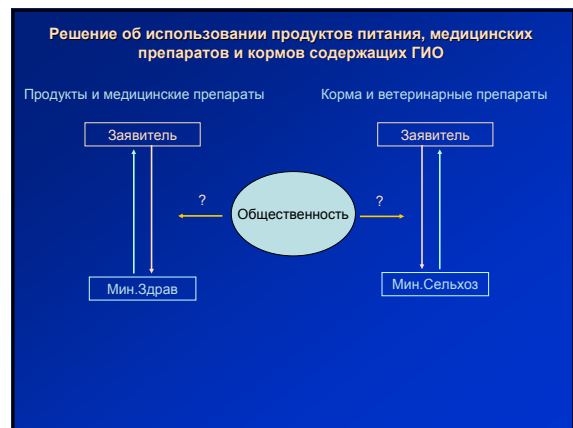 Решение об использовании продуктов питания, медицинских
препаратов и кормов содержащих ГИО
Продукты и медицинские препараты
Корма и ветеринарные препараты
Заявитель
Заявитель
?
?
Общественность
Мин.Здрав
Мин.Сельхоз